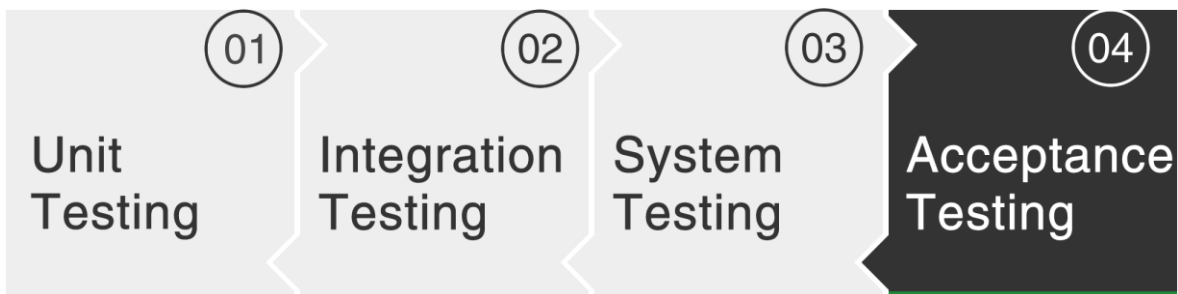 01
Unit
Testing
02
Integration
Testing
03
System
Testing
04
Acceptance
Testing